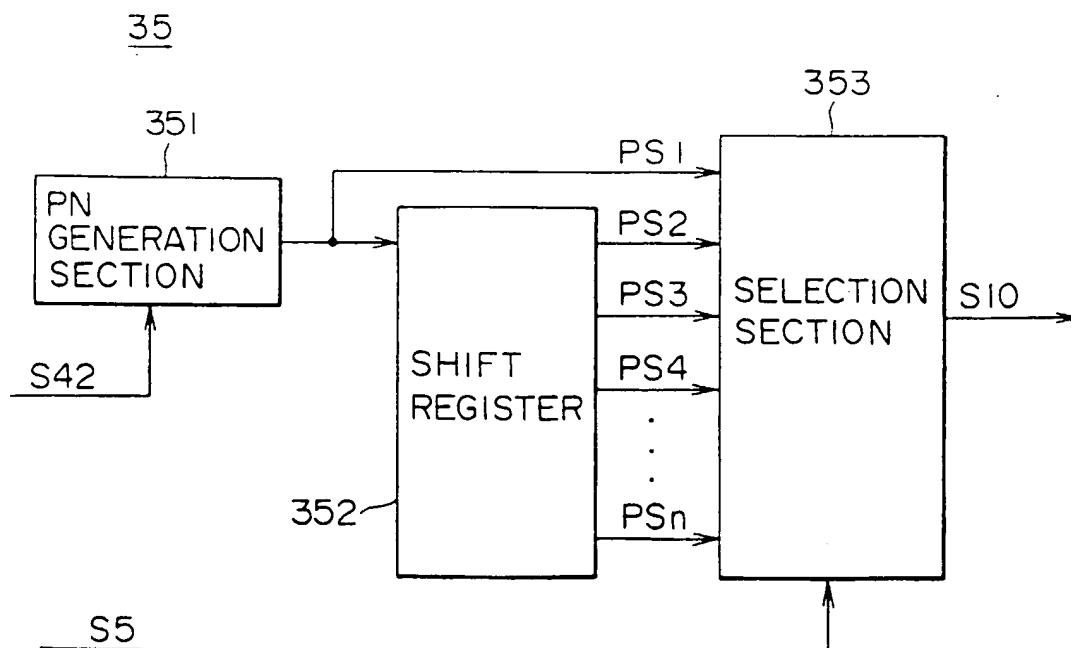 35
351
353
PN
GENERATION
SECTION
PS1
PS2
PS3
PS4
PSn
SHIFT
REGISTER
352
SELECTION
SECTION
S10
S42
S5